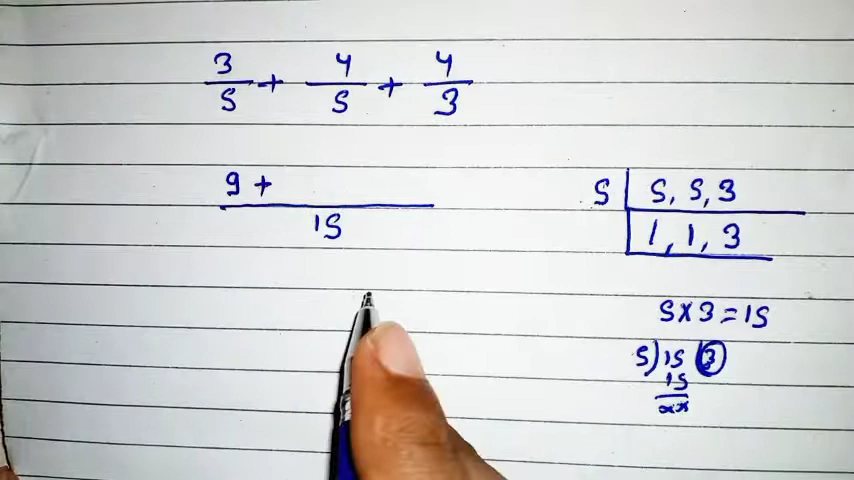 3/5 + 4/5 + 4/3
9 +
15
5 | 5, 5, 3
1, 1, 3
5 × 3 = 15
5)15(3
15
××